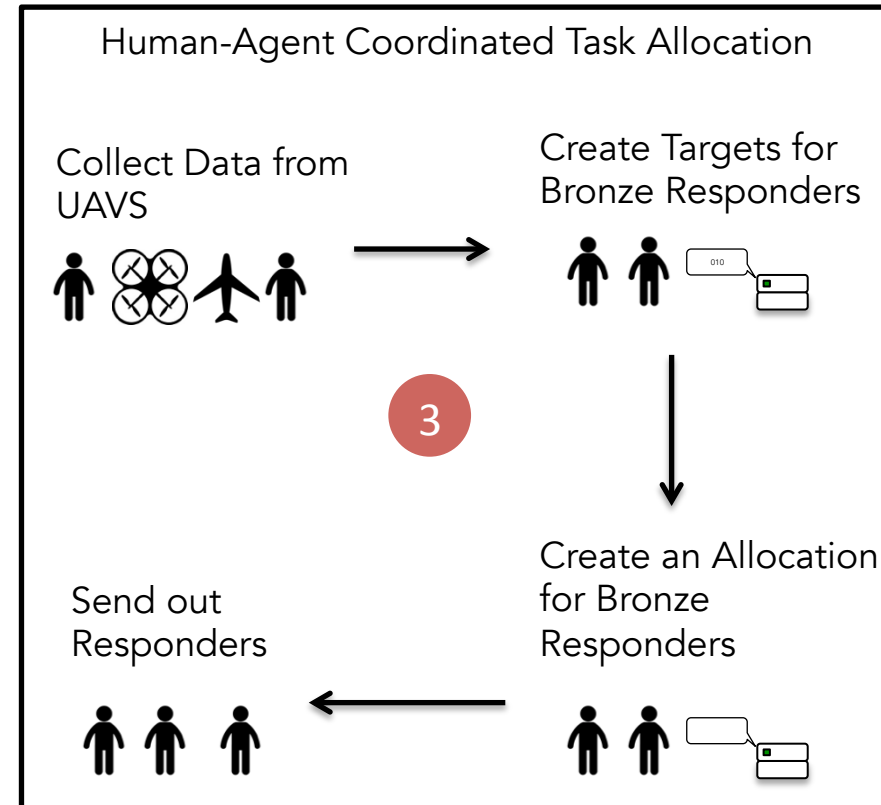 Human-Agent Coordinated Task Allocation
Collect Data from
UAVS
Create Targets for
Bronze Responders
010
3
Send out
Responders
Create an Allocation
for Bronze
Responders